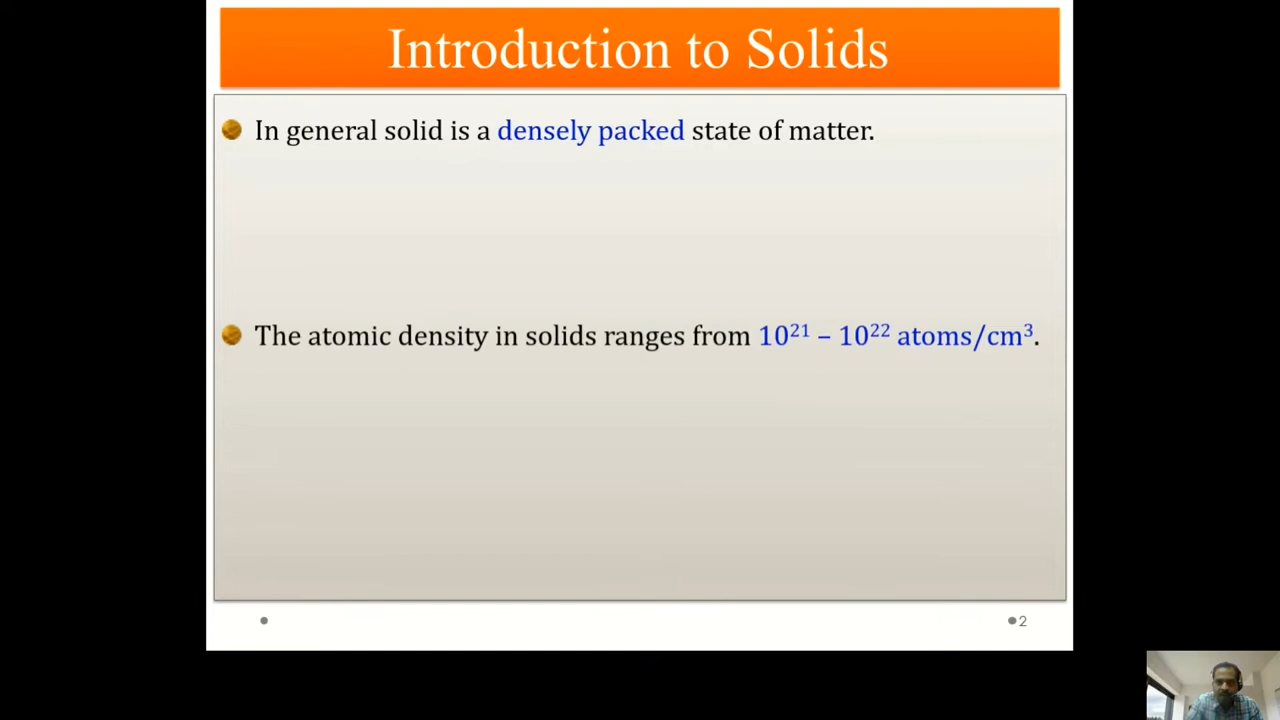 Introduction to Solids
In general solid is a densely packed state of matter.
The atomic density in solids ranges from 10²¹ – 10²² atoms/cm³.
2